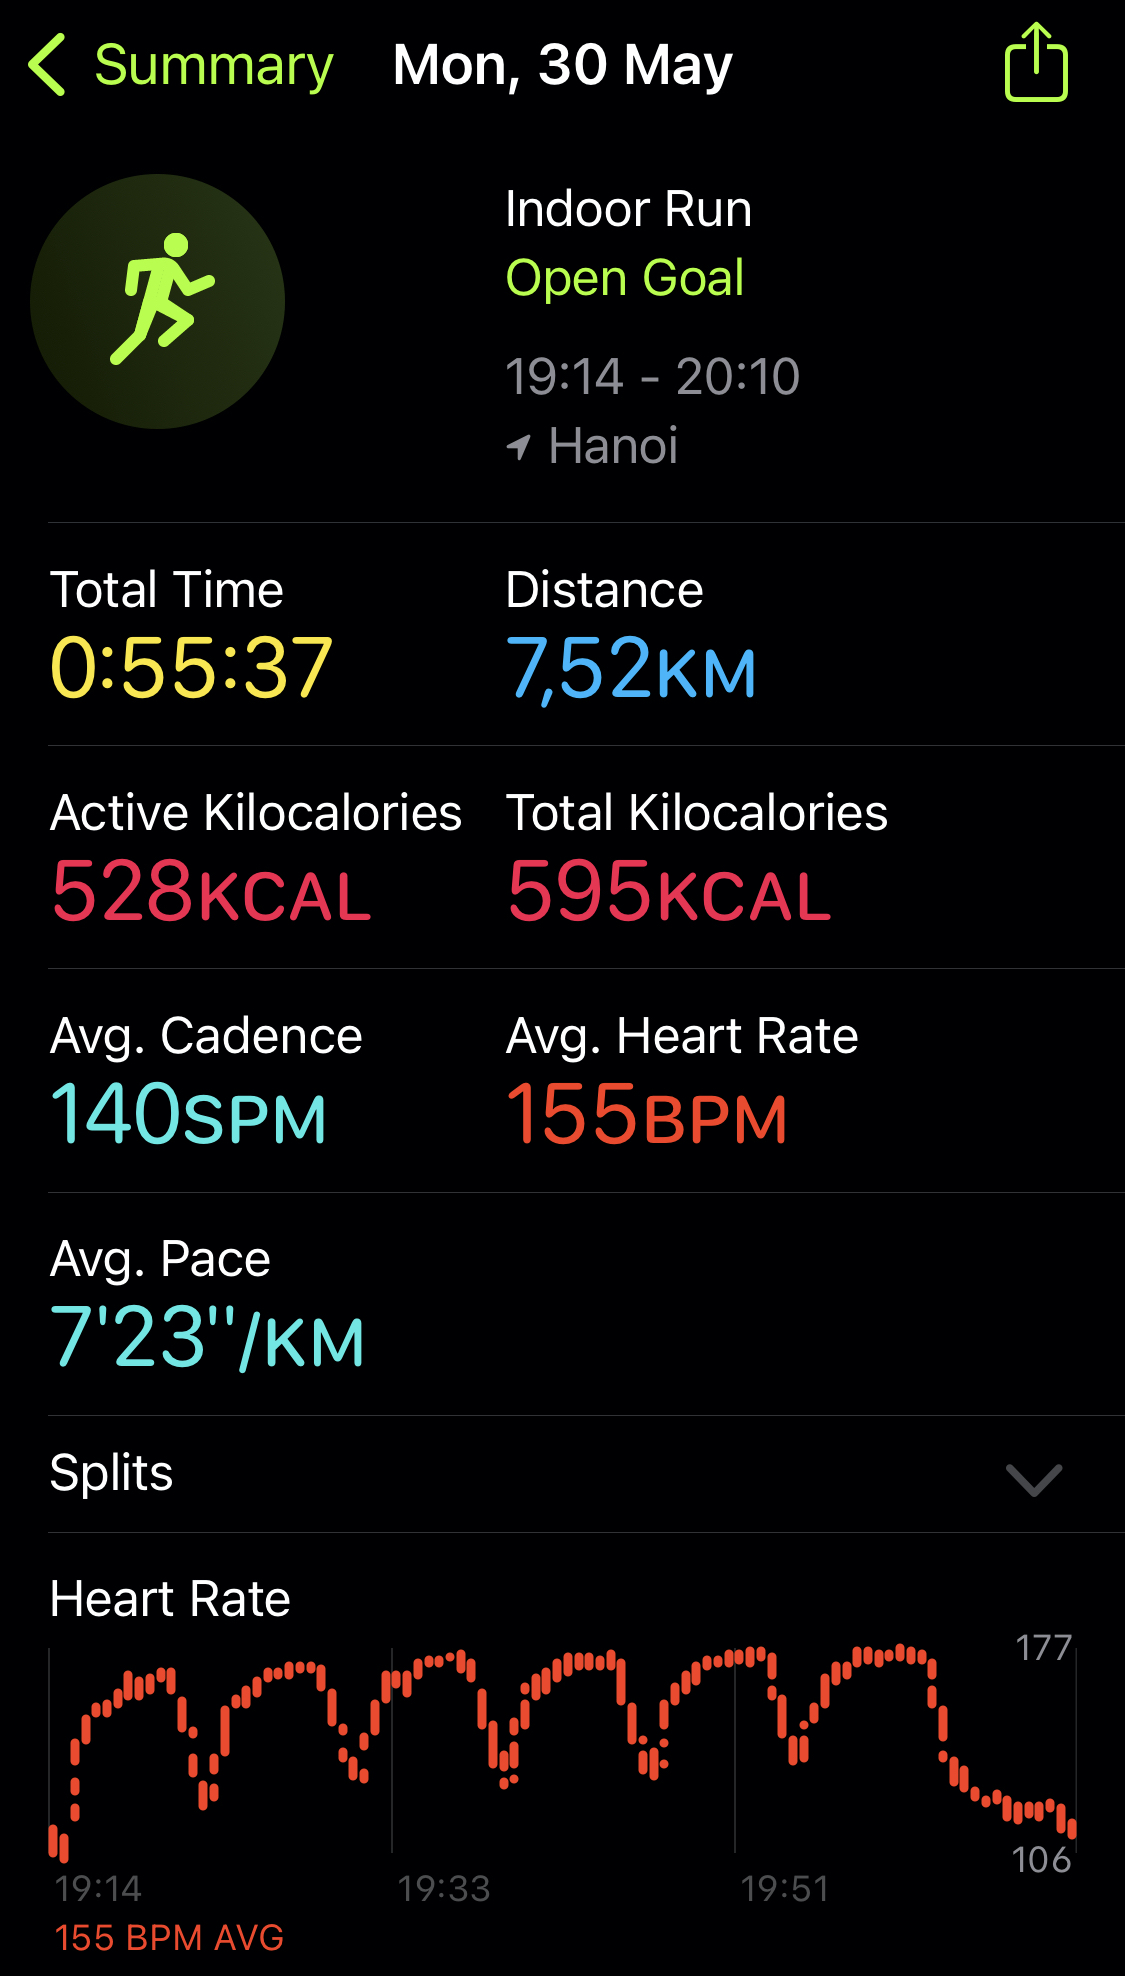 Summary
Mon, 30 May
Indoor Run
Open Goal
19:14 - 20:10
Hanoi
Total Time
0:55:37
Distance
7,52KM
Active Kilocalories
528KCAL
Total Kilocalories
595KCAL
Avg. Cadence
140SPM
Avg. Heart Rate
155BPM
Avg. Pace
7'23''/KM
Splits
Heart Rate
177
106
19:14
19:33
19:51
155 BPM AVG